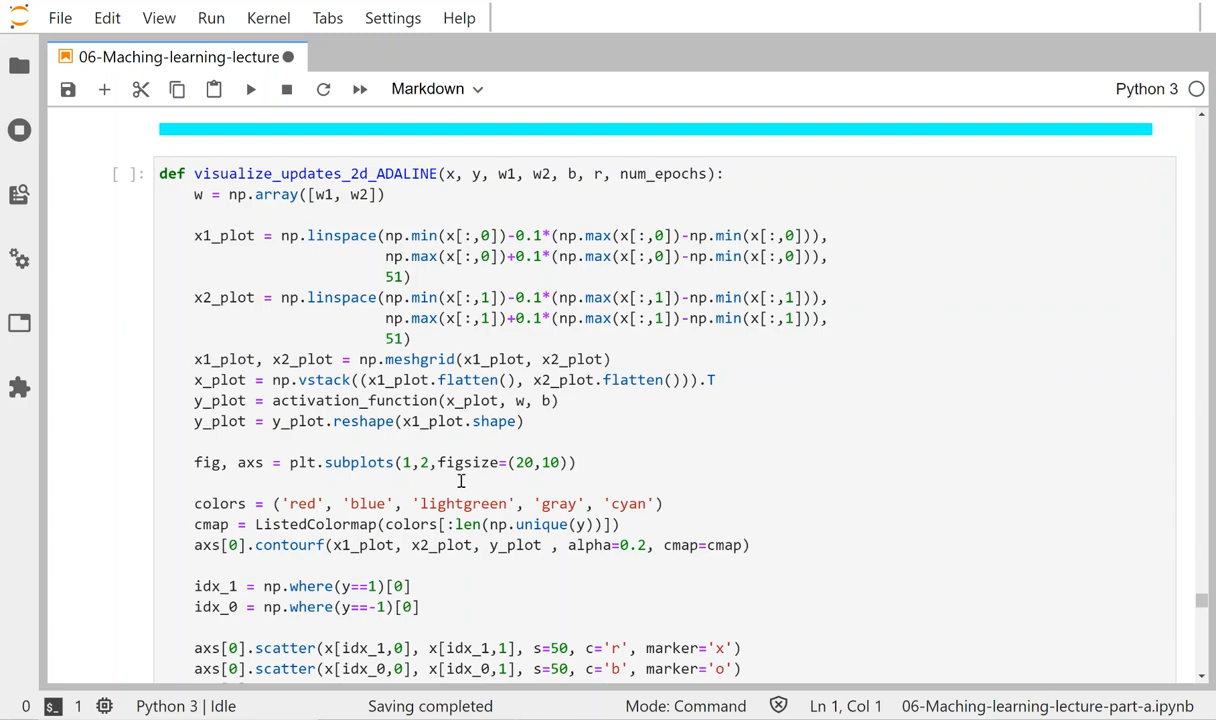 File Edit View Run Kernel Tabs Settings Help
06-Maching-learning-lecture
Markdown Python 3
[ ]:
def visualize_updates_2d_ADALINE(x, y, w1, w2, b, r, num_epochs):
w = np.array([w1, w2])
x1_plot = np.linspace(np.min(x[:,0])-0.1*(np.max(x[:,0])-np.min(x[:,0])),
np.max(x[:,0])+0.1*(np.max(x[:,0])-np.min(x[:,0])),
51)
x2_plot = np.linspace(np.min(x[:,1])-0.1*(np.max(x[:,1])-np.min(x[:,1])),
np.max(x[:,1])+0.1*(np.max(x[:,1])-np.min(x[:,1])),
51)
x1_plot, x2_plot = np.meshgrid(x1_plot, x2_plot)
x_plot = np.vstack((x1_plot.flatten(), x2_plot.flatten())).T
y_plot = activation_function(x_plot, w, b)
y_plot = y_plot.reshape(x1_plot.shape)
fig, axs = plt.subplots(1,2,figsize=(20,10))
colors = ('red', 'blue', 'lightgreen', 'gray', 'cyan')
cmap = ListedColormap(colors[:len(np.unique(y))])
axs[0].contourf(x1_plot, x2_plot, y_plot , alpha=0.2, cmap=cmap)
idx_1 = np.where(y==1)[0]
idx_0 = np.where(y==-1)[0]
axs[0].scatter(x[idx_1,0], x[idx_1,1], s=50, c='r', marker='x')
axs[0].scatter(x[idx_0,0], x[idx_0,1], s=50, c='b', marker='o')
0 $_ 1 Python 3 | Idle Saving completed Mode: Command Ln 1, Col 1 06-Maching-learning-lecture-part-a.ipynb